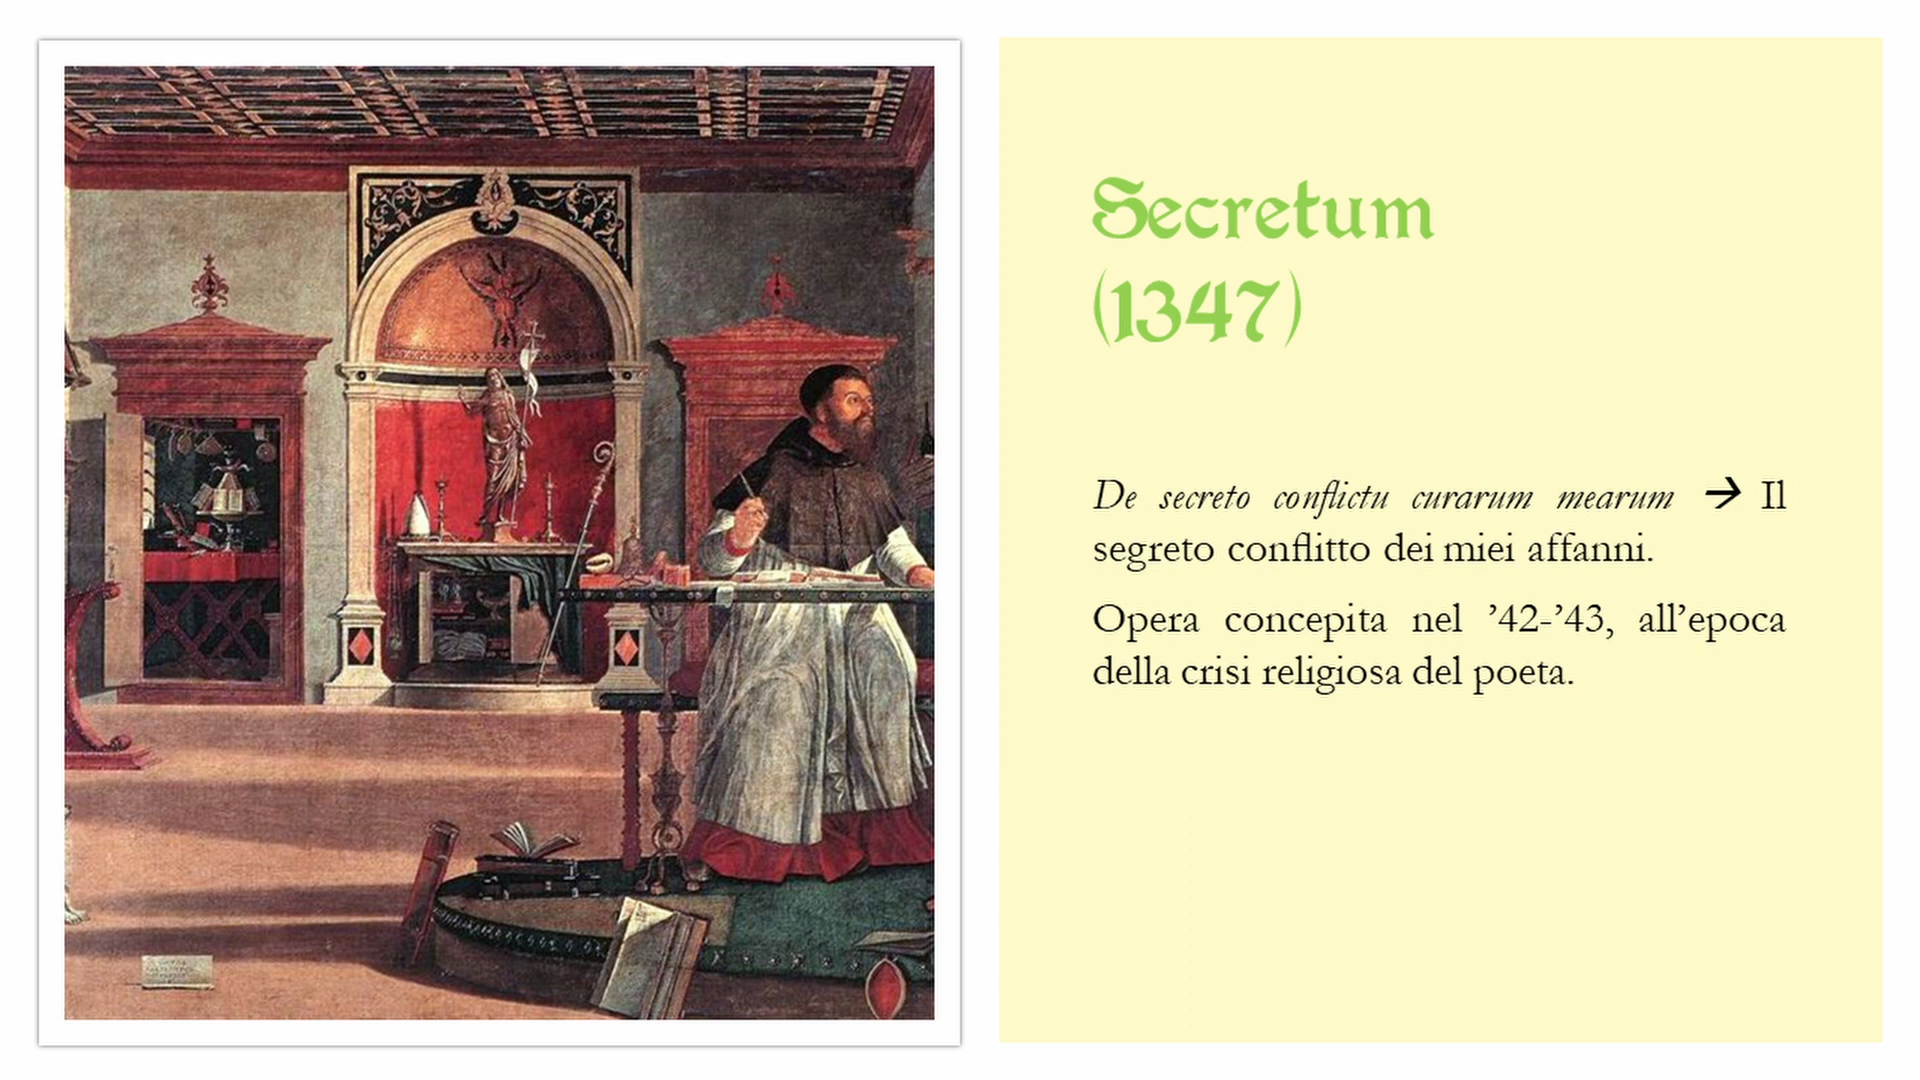 Secretum
(1347)
De secreto conflictu curarum mearum → Il
segreto conflitto dei miei affanni.
Opera concepita nel ’42-’43, all’epoca
della crisi religiosa del poeta.